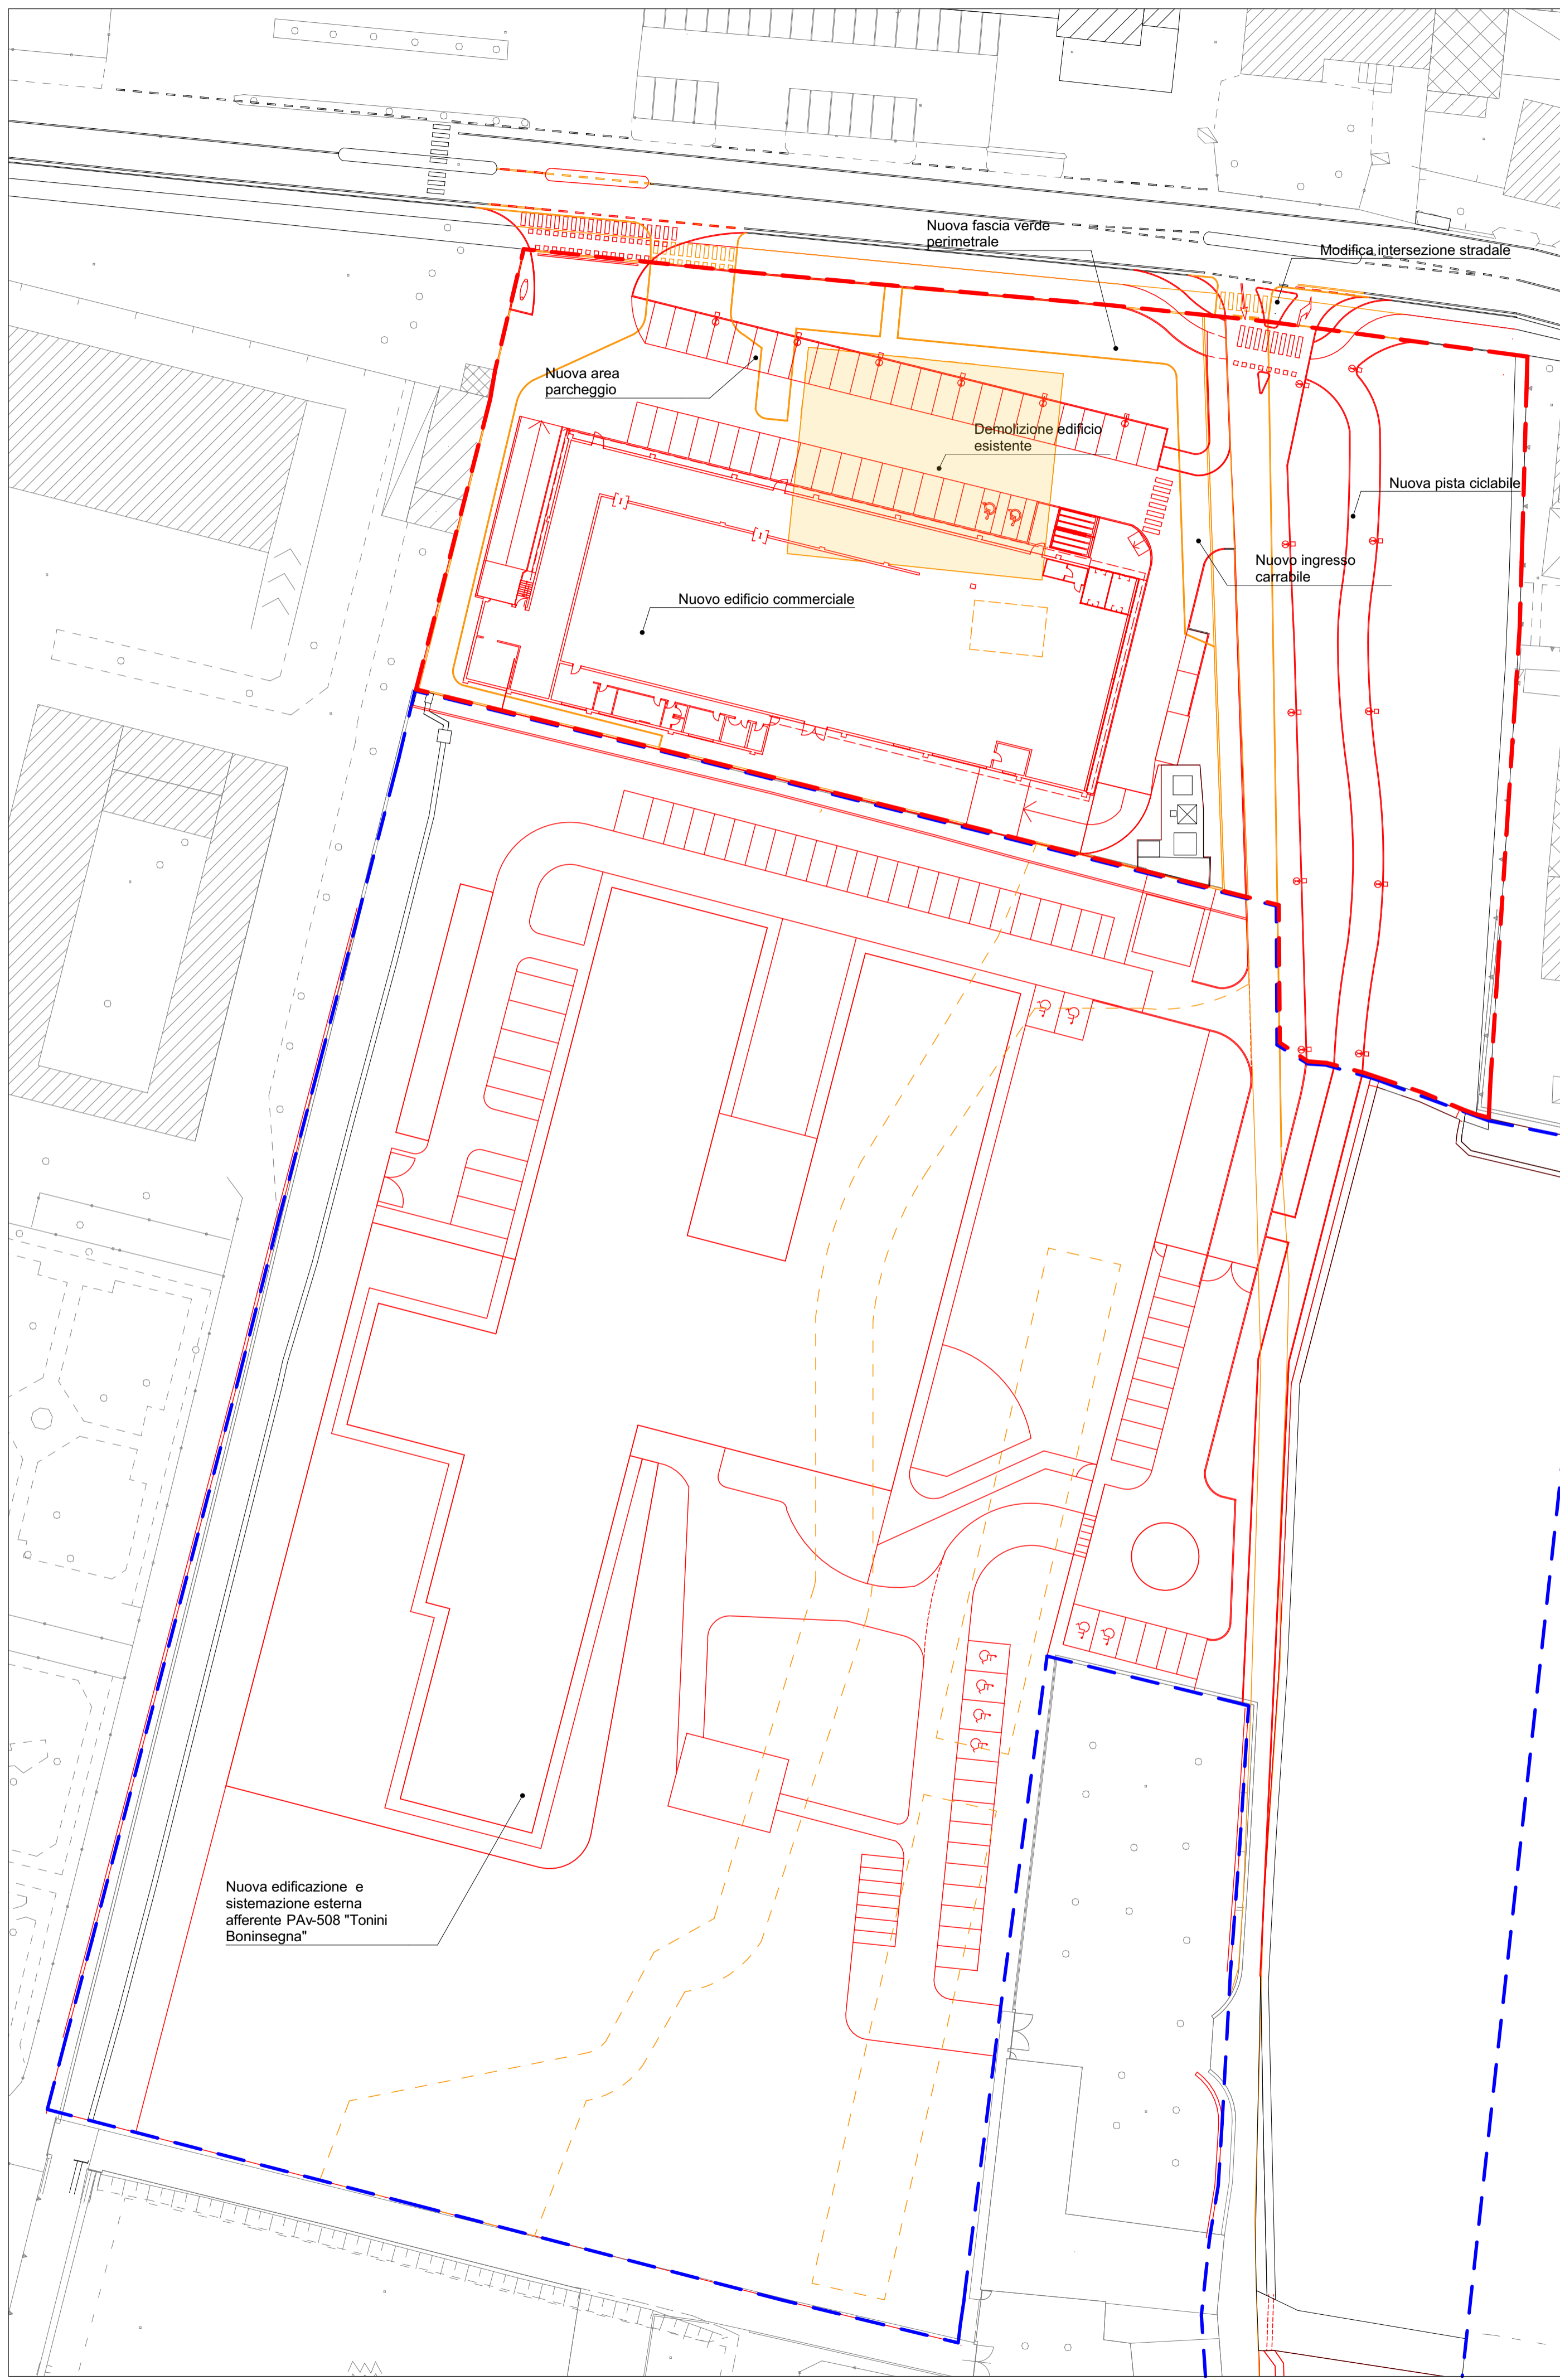 Nuova fascia verde
perimetrale
Modifica intersezione stradale
Nuova area
parcheggio
Demolizione edificio
esistente
Nuova pista ciclabile
Nuovo ingresso
carrabile
Nuovo edificio commerciale
Nuova edificazione e
sistemazione esterna
afferente PAv-508 "Tonini
Boninsegna"